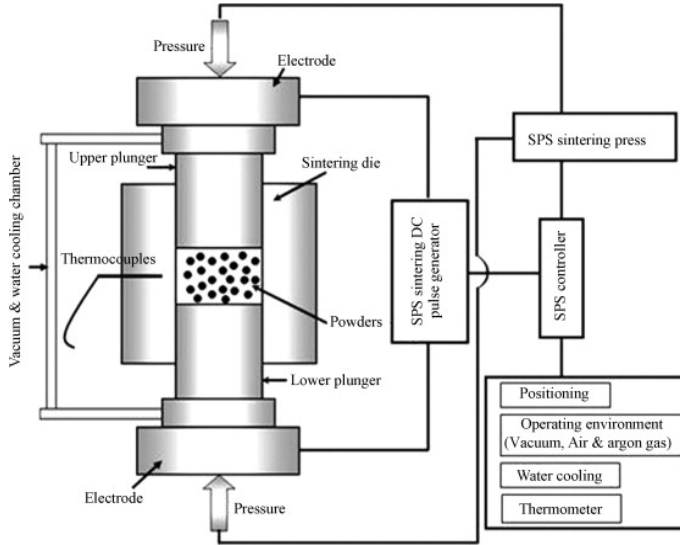 Pressure
Electrode
Upper plunger
Sintering die
SPS sintering press
Vacuum & water cooling chamber
Thermocouples
SPS sintering DC
pulse generator
SPS controller
Powders
Lower plunger
Positioning
Operating environment
(Vacuum, Air & argon gas)
Water cooling
Thermometer
Electrode
Pressure